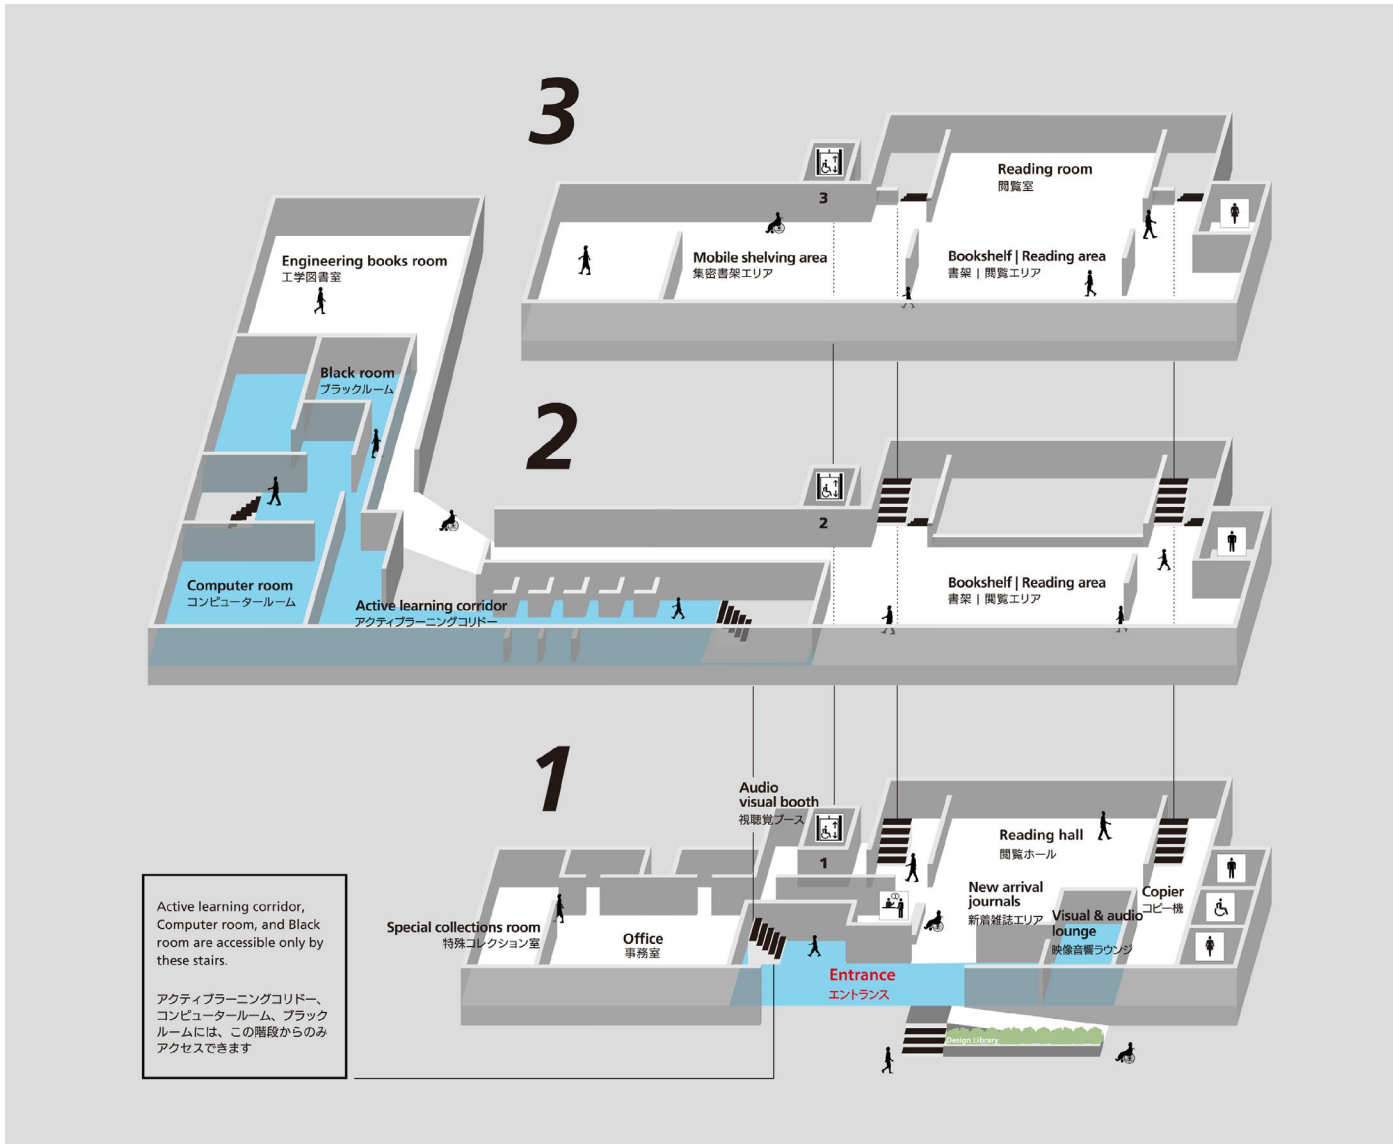 3
Reading room
閲覧室
3
Mobile shelving area
集密書架エリア
Bookshelf | Reading area
書架 | 閲覧エリア
Engineering books room
工学図書室
Black room
ブラックルーム
2
2
Computer room
コンピュータールーム
Active learning corridor
アクティブラーニングコリドー
Bookshelf | Reading area
書架 | 閲覧エリア
1
Audio
visual booth
視聴覚ブース
1
Reading hall
閲覧ホール
New arrival
journals
新着雑誌エリア
Copier
コピー機
Visual & audio
lounge
映像音響ラウンジ
Special collections room
特殊コレクション室
Office
事務室
Entrance
エントランス
Design Library
Active learning corridor,
Computer room, and Black
room are accessible only by
these stairs.
アクティブラーニングコリドー、
コンピュータールーム、ブラック
ルームには、この階段からのみ
アクセスできます